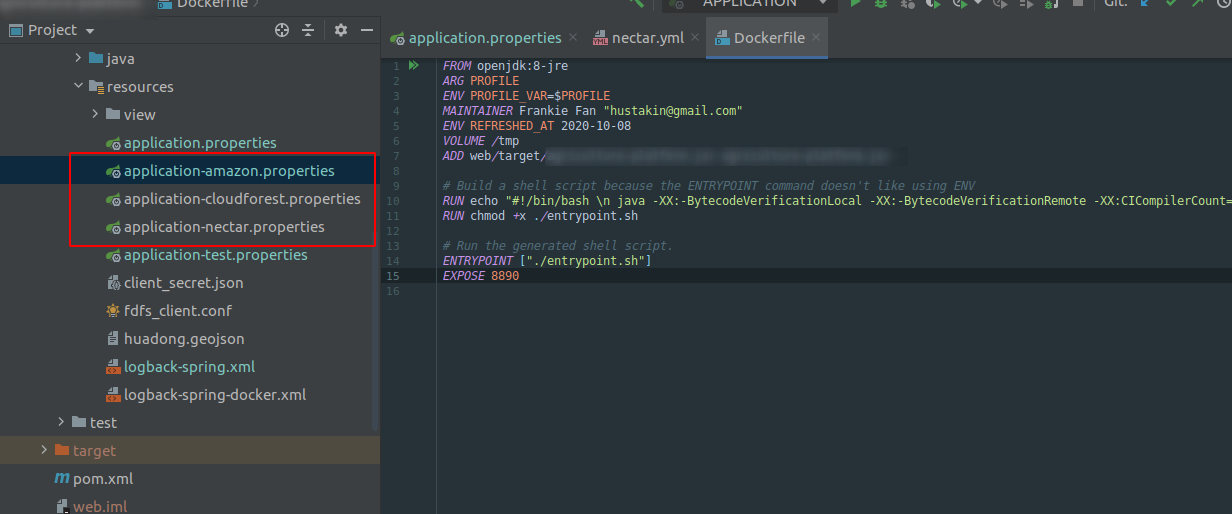 Dockerfile
APPLICATION
Git:
Project
java
resources
view
application.properties
application-amazon.properties
application-cloudforest.properties
application-nectar.properties
application-test.properties
client_secret.json
fdfs_client.conf
huadong.geojson
logback-spring.xml
logback-spring-docker.xml
test
target
pom.xml
web.iml
application.properties
nectar.yml
Dockerfile
1 FROM openjdk:8-jre
2 ARG PROFILE
3 ENV PROFILE_VAR=$PROFILE
4 MAINTAINER Frankie Fan "hustakin@gmail.com"
5 ENV REFRESHED_AT 2020-10-08
6 VOLUME /tmp
7 ADD web/target/
8
9 # Build a shell script because the ENTRYPOINT command doesn't like using ENV
10 RUN echo "#!/bin/bash \n java -XX:-BytecodeVerificationLocal -XX:-BytecodeVerificationRemote -XX:CICompilerCount=
11 RUN chmod +x ./entrypoint.sh
12
13 # Run the generated shell script.
14 ENTRYPOINT ["./entrypoint.sh"]
15 EXPOSE 8890
16